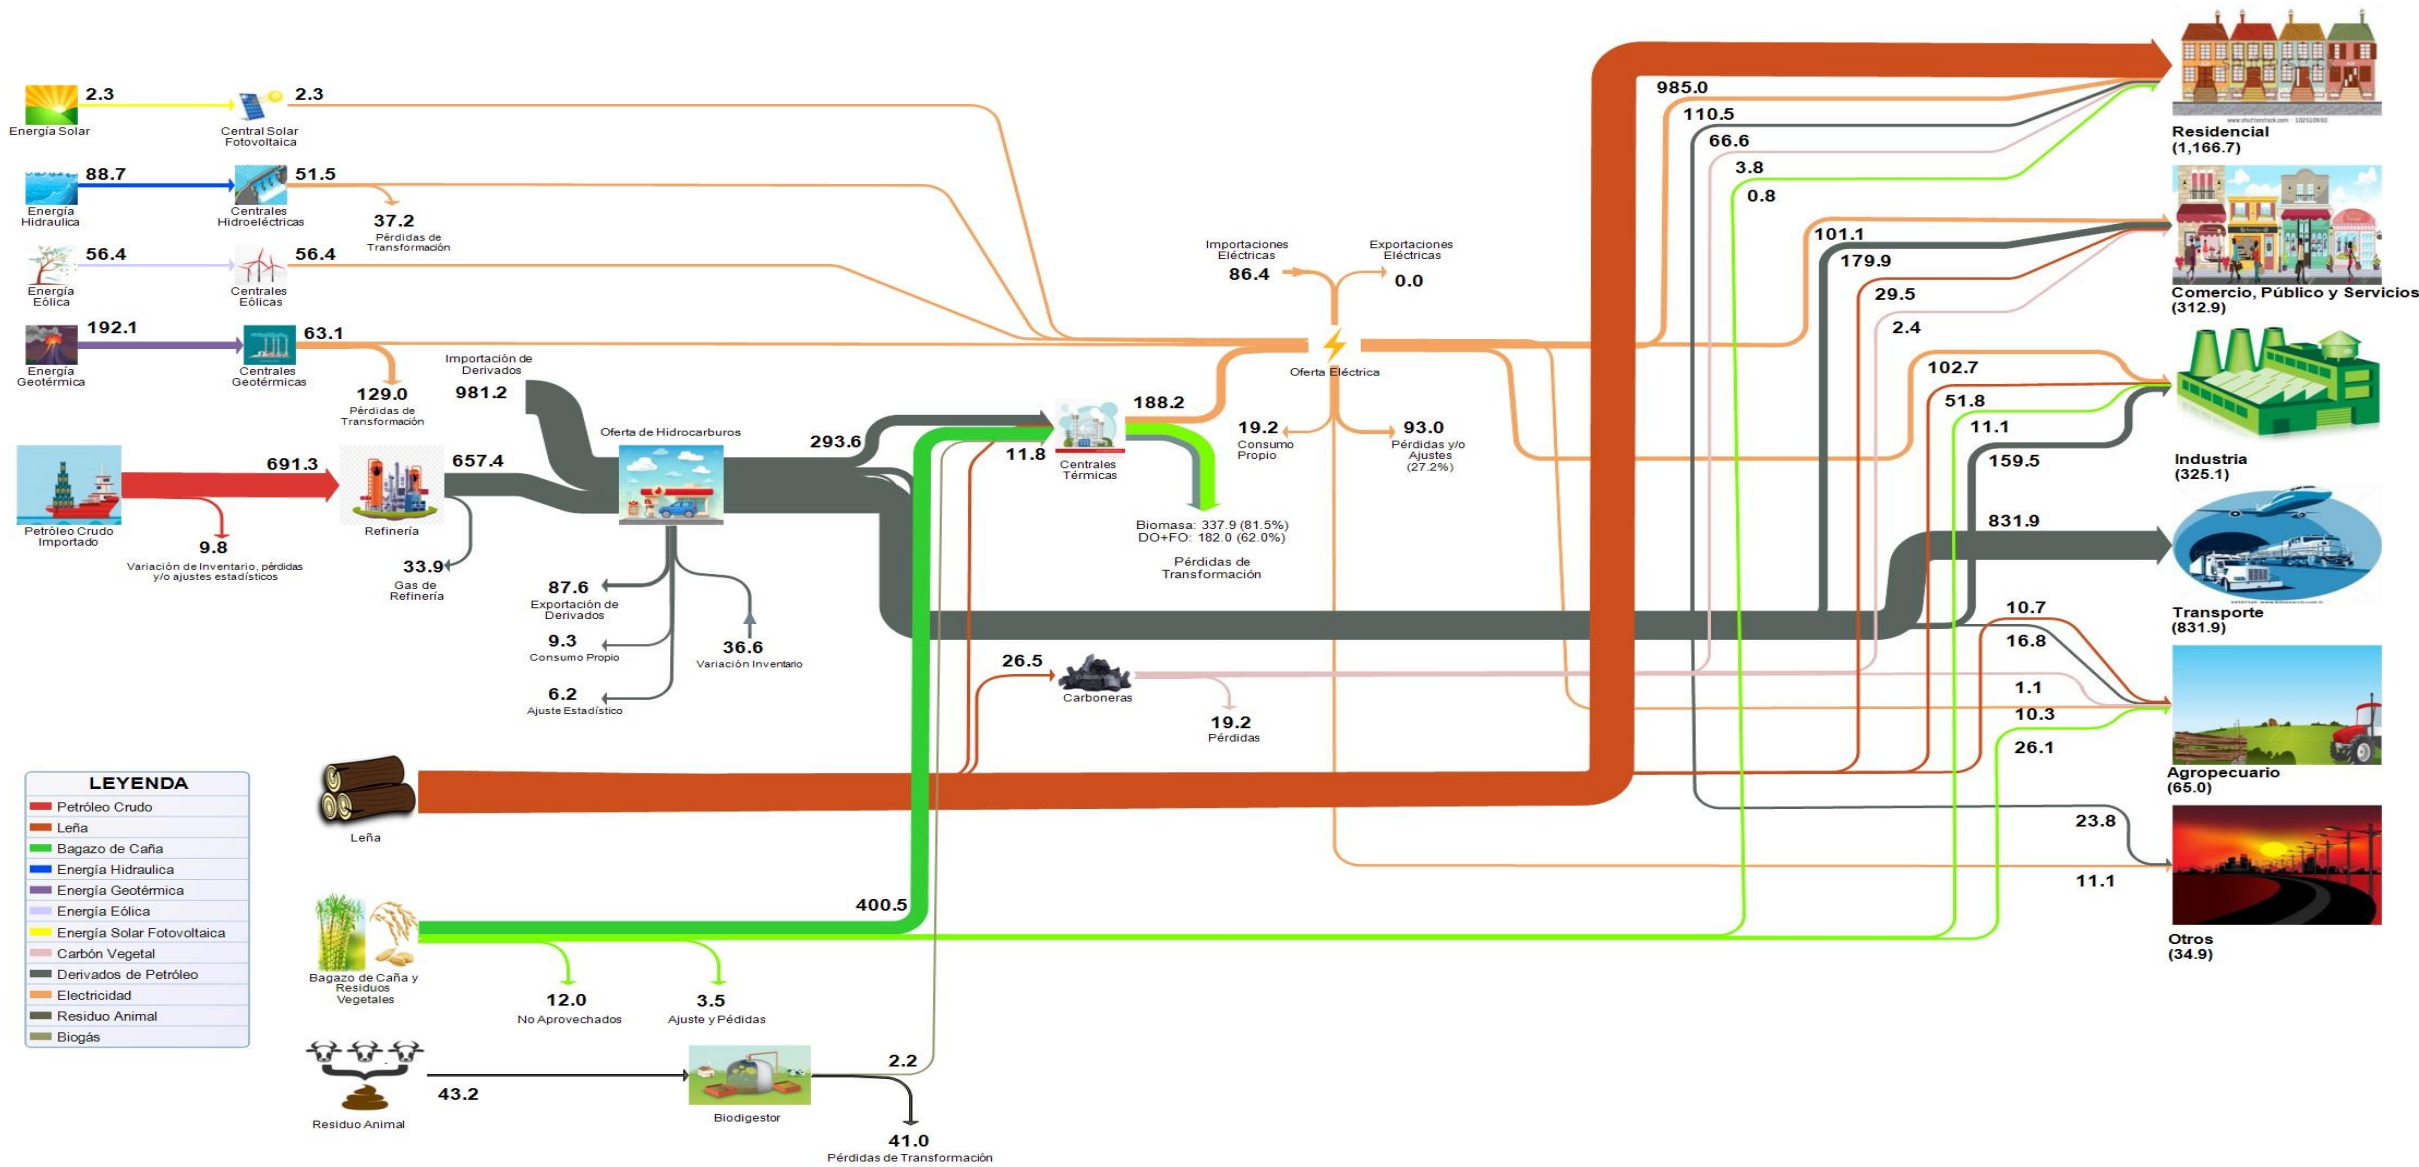 2.3
Energía Solar
2.3
Central Solar
Fotovoltaica
88.7
Energía
Hidraulica
51.5
Centrales
Hidroeléctricas
37.2
Pérdidas de
Transformación
56.4
Energía
Eólica
56.4
Centrales
Eólicas
192.1
Energía
Geotérmica
63.1
Centrales
Geotérmicas
129.0
Pérdidas de
Transformación
Importación de
Derivados
981.2
691.3
Petróleo Crudo
Importado
9.8
Variación de Inventario, pérdidas
y/o ajustes estadísticos
657.4
Refinería
33.9
Gas de
Refinería
Oferta de Hidrocarburos
87.6
Exportación de
Derivados
9.3
Consumo Propio
6.2
Ajuste Estadístico
36.6
Variación Inventario
293.6
11.8
Centrales
Térmicas
188.2
Biomasa: 337.9 (81.5%)
DO+FO: 182.0 (62.0%)
Pérdidas de
Transformación
Importaciones
Eléctricas
86.4
Exportaciones
Eléctricas
0.0
Oferta Eléctrica
19.2
Consumo
Propio
93.0
Pérdidas y/o
Ajustes
(27.2%)
26.5
Carboneras
19.2
Pérdidas
Leña
400.5
Bagazo de Caña y
Residuos
Vegetales
12.0
No Aprovechados
3.5
Ajuste y Pédidas
Residuo Animal
43.2
Biodigestor
2.2
41.0
Pérdidas de Transformación
985.0
110.5
66.6
3.8
0.8
www.shutterstock.com · 102510650
Residencial
(1,166.7)
101.1
179.9
29.5
2.4
Comercio, Público y Servicios
(312.9)
102.7
51.8
11.1
159.5
Industria
(325.1)
831.9
Transporte
(831.9)
10.7
16.8
1.1
10.3
26.1
Agropecuario
(65.0)
23.8
11.1
Otros
(34.9)
LEYENDA
Petróleo Crudo
Leña
Bagazo de Caña
Energía Hidraulica
Energía Geotérmica
Energía Eólica
Energía Solar Fotovoltaica
Carbón Vegetal
Derivados de Petróleo
Electricidad
Residuo Animal
Biogás